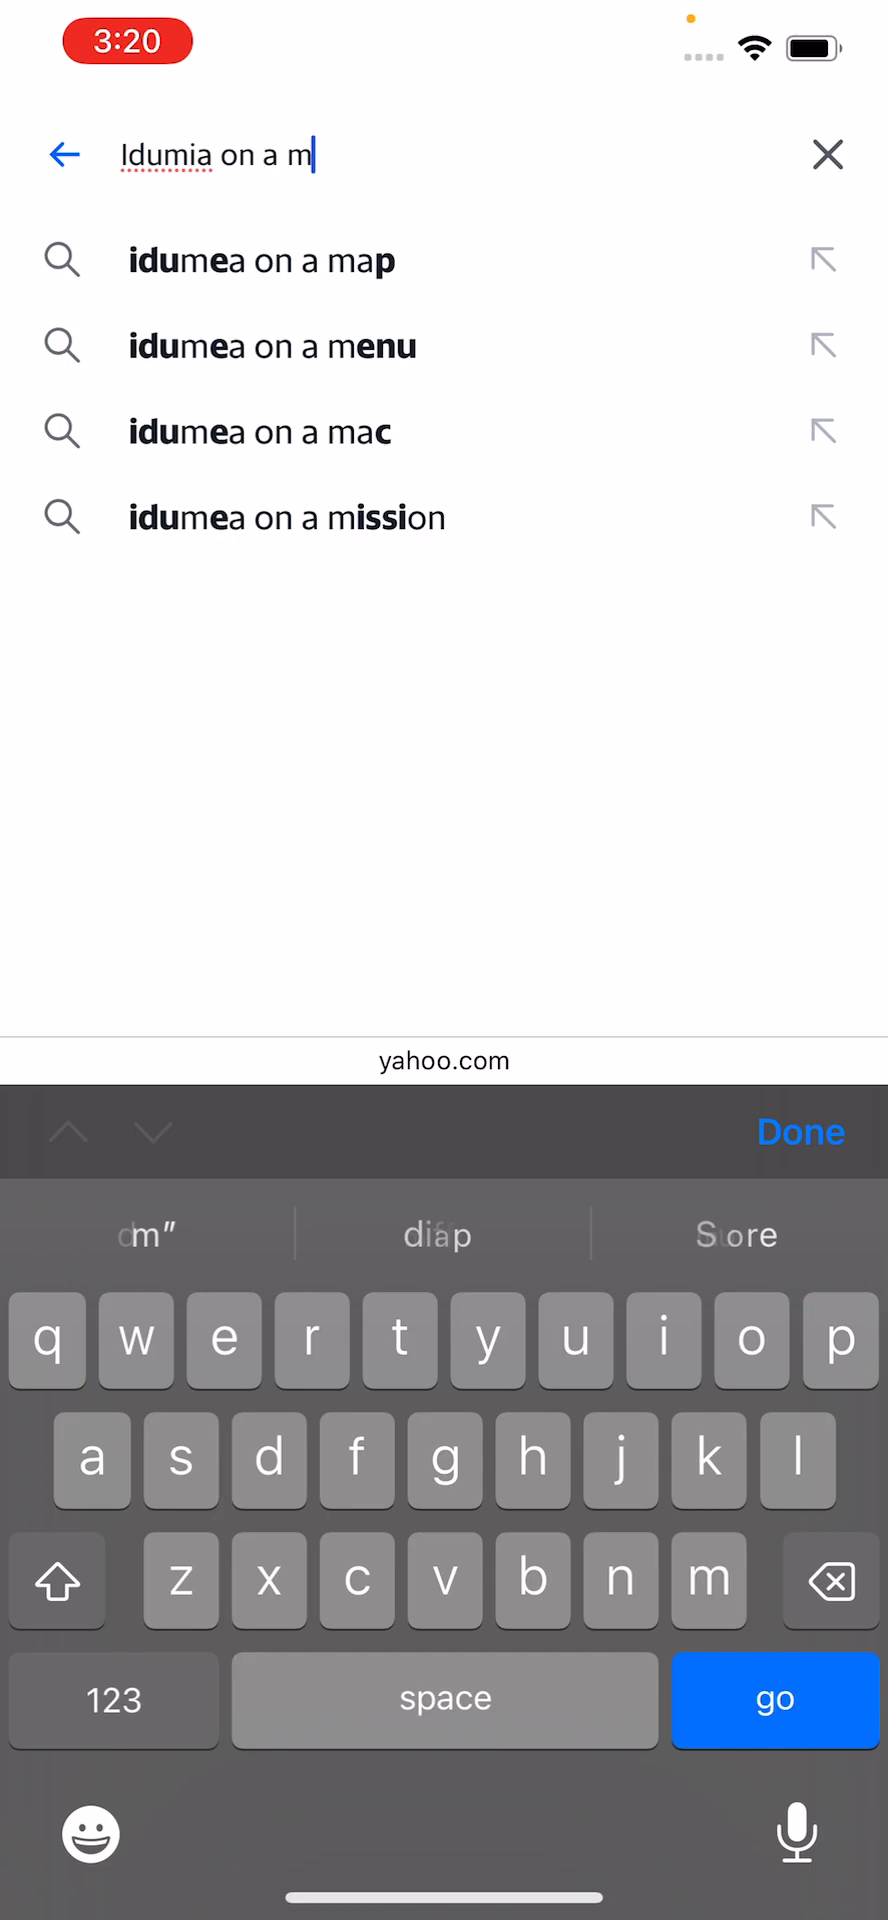 3:20
Idumia on a m
idumea on a map
idumea on a menu
idumea on a mac
idumea on a mission
yahoo.com
Done
q w e r t y u i o p
a s d f g h j k l
z x c v b n m
123 space go